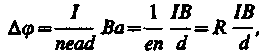 Δφ = I/nead Ba = 1/en IB/d = R IB/d,